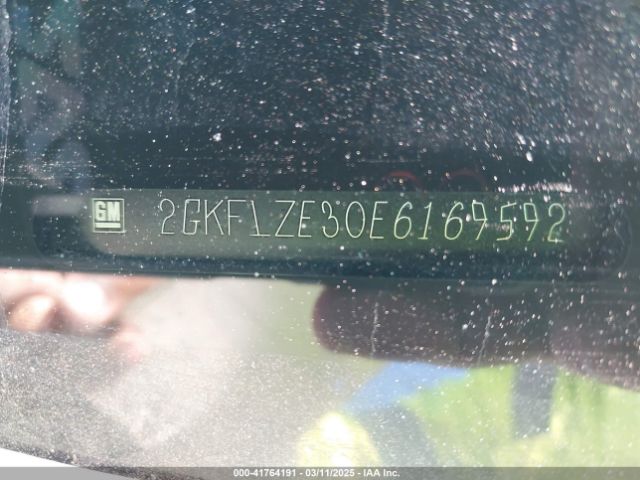 GM 2GKFLZE30E6169592
000-41764191 - 03/11/2025 - IAA Inc.